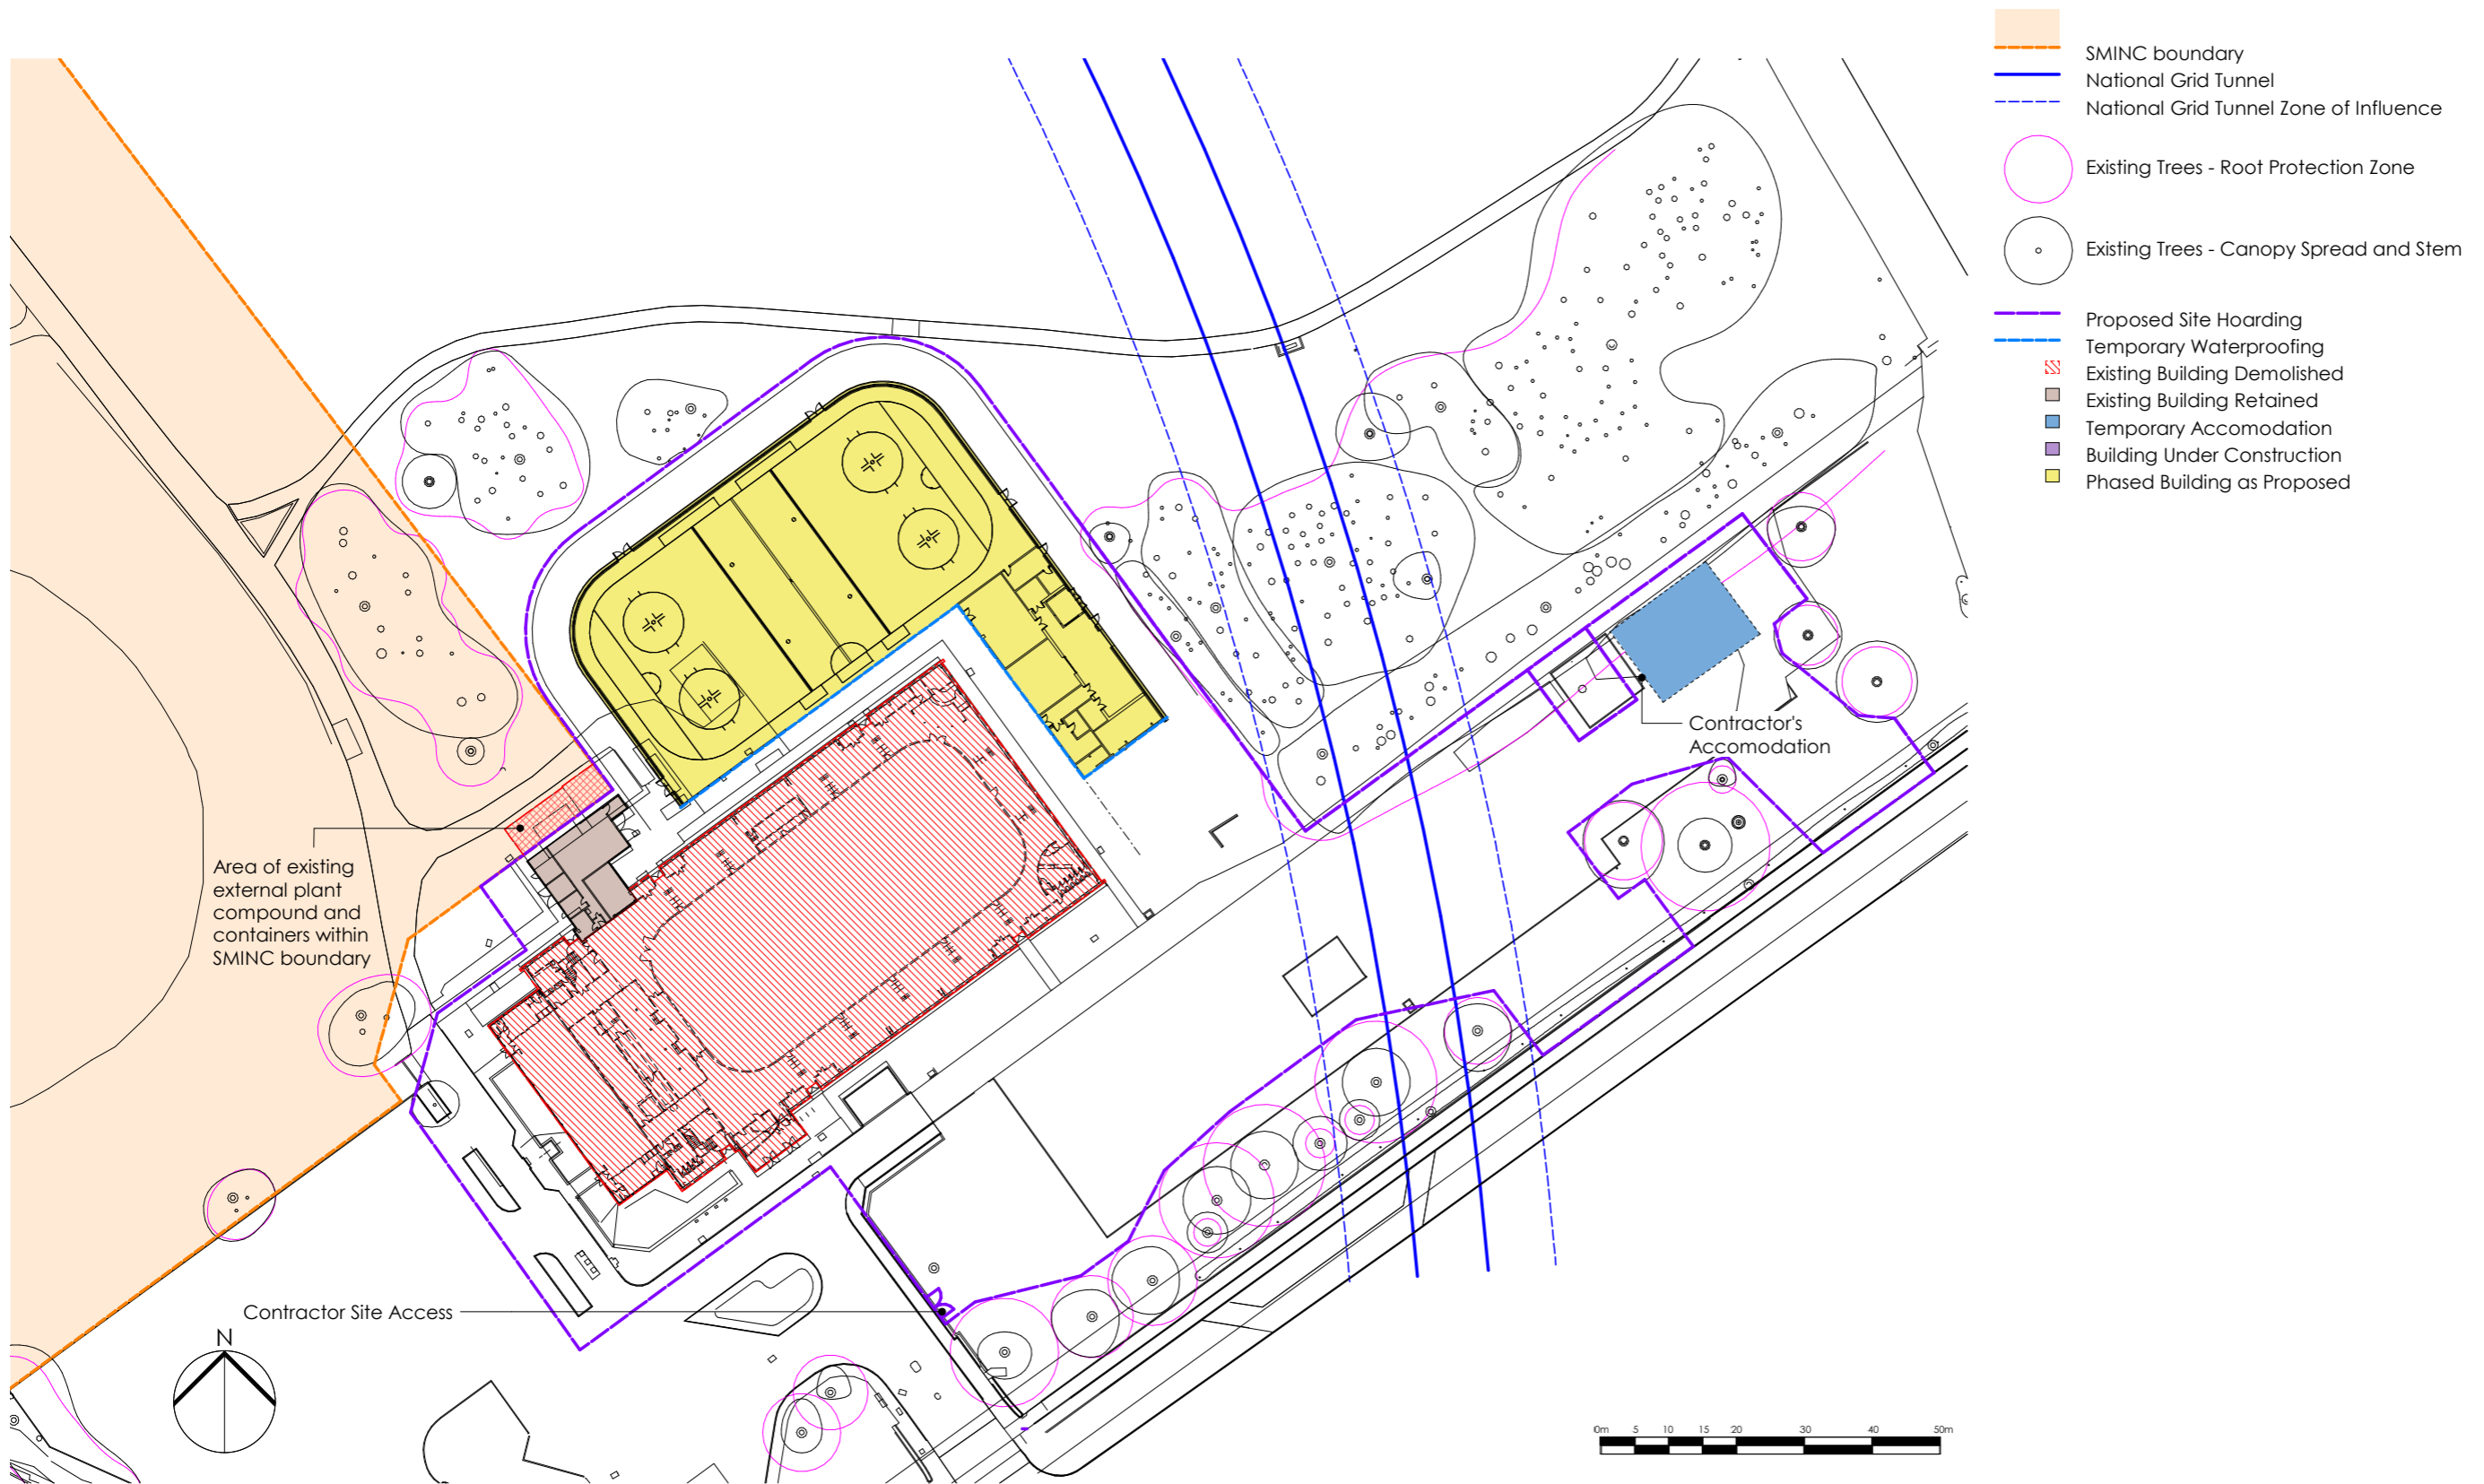 SMINC boundary
National Grid Tunnel
National Grid Tunnel Zone of Influence
Existing Trees - Root Protection Zone
Existing Trees - Canopy Spread and Stem
Proposed Site Hoarding
Temporary Waterproofing
Existing Building Demolished
Existing Building Retained
Temporary Accomodation
Building Under Construction
Phased Building as Proposed
Contractor's
Accomodation
Area of existing
external plant
compound and
containers within
SMINC boundary
Contractor Site Access
N
0m 5 10 15 20 30 40 50m